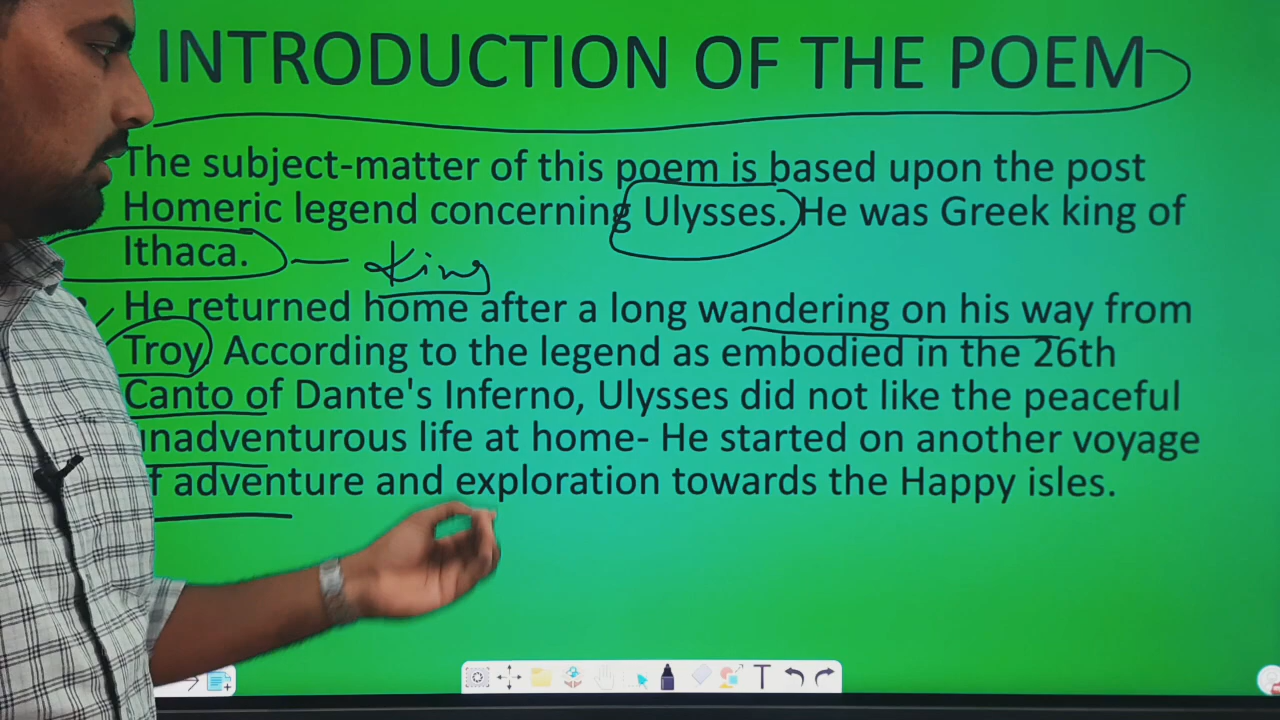 INTRODUCTION OF THE POEM
The subject-matter of this poem is based upon the post
Homeric legend concerning Ulysses. He was Greek king of
Ithaca. — King
He returned home after a long wandering on his way from
Troy. According to the legend as embodied in the 26th
Canto of Dante's Inferno, Ulysses did not like the peaceful
unadventurous life at home- He started on another voyage
of adventure and exploration towards the Happy isles.
T